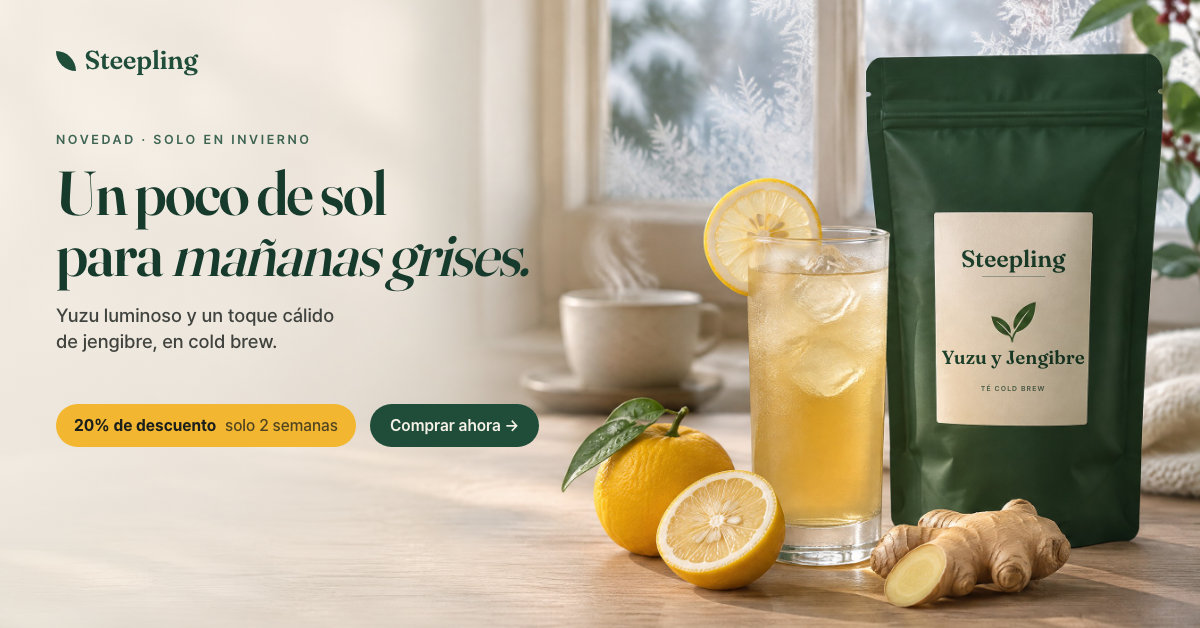 Steepling
NOVEDAD · SOLO EN INVIERNO
Un poco de sol
para mañanas grises.
Yuzu luminoso y un toque cálido
de jengibre, en cold brew.
20% de descuento solo 2 semanas
Comprar ahora →
Steepling
Yuzu y Jengibre
TÉ COLD BREW